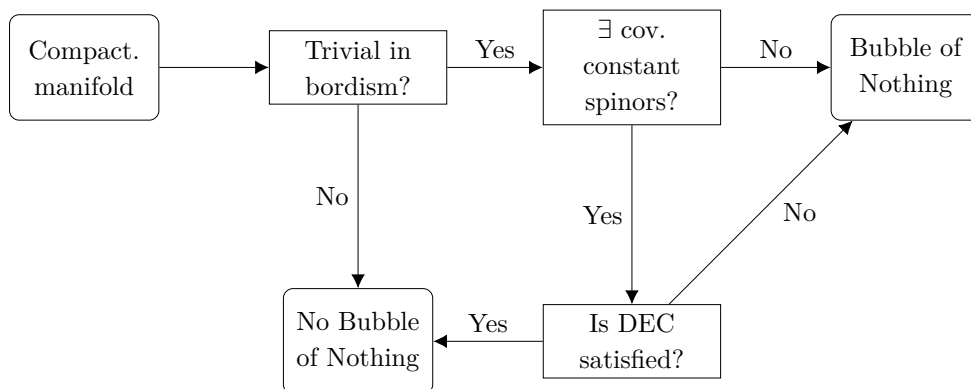 Compact.
manifold
Trivial in
bordism?
Yes
∃ cov.
constant
spinors?
No
Bubble of
Nothing
No
Yes
No
No Bubble
of Nothing
Yes
Is DEC
satisfied?